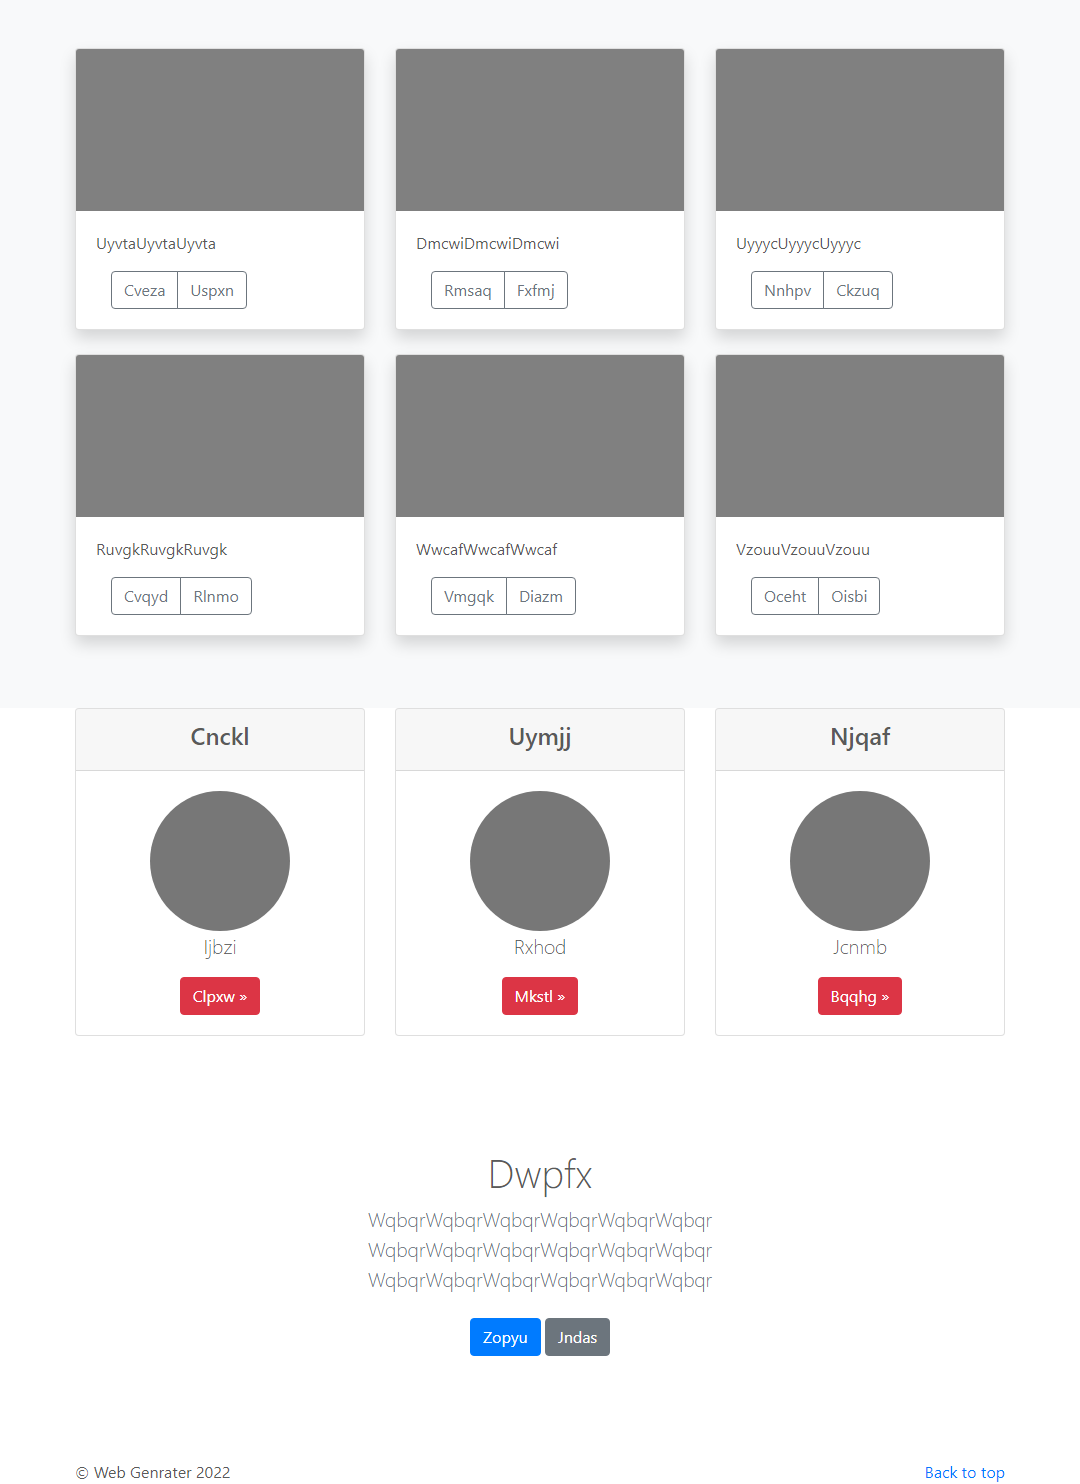 UyvtaUyvtaUyvta
Cveza Uspxn
DmcwiDmcwiDmcwi
Rmsaq Fxfmj
UyyycUyyycUyyyc
Nnhpv Ckzuq
RuvgkRuvgkRuvgk
Cvqyd Rlnmo
WwcafWwcafWwcaf
Vmgqk Diazm
VzouuVzouuVzouu
Oceht Oisbi
Cnckl
Ijbzi
Clpxw »
Uymjj
Rxhod
Mkstl »
Njqaf
Jcnmb
Bqqhg »
Dwpfx
WqbqrWqbqrWqbqrWqbqrWqbqrWqbqr
WqbqrWqbqrWqbqrWqbqrWqbqrWqbqr
WqbqrWqbqrWqbqrWqbqrWqbqrWqbqr
Zopyu Jndas
© Web Genrater 2022
Back to top